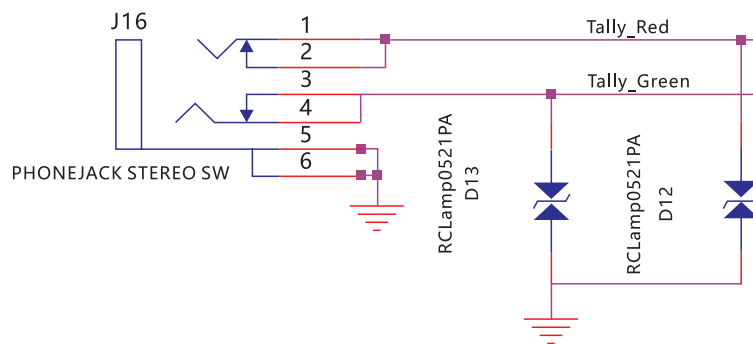 J16
1
2
3
4
5
6
PHONEJACK STEREO SW
Tally_Red
Tally_Green
RCLamp0521PA
D13
RCLamp0521PA
D12